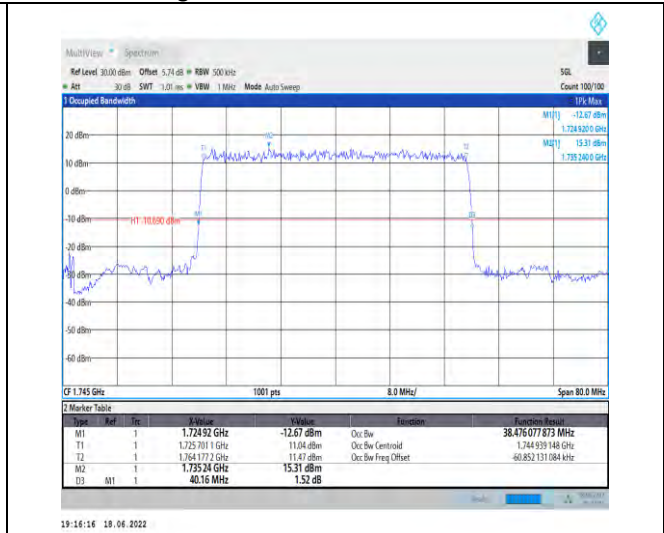 MultiView Spectrum
Ref Level 30.00 dBm Offset 5.74 dB RBW 500 kHz SGL
Att 30 dB SWT 1.01 ms VBW 1 MHz Mode Auto Sweep Count 100/100
1 Occupied Bandwidth 1Pk Max
M1[1] -12.67 dBm
1.724 920 0 GHz
M2[1] 15.31 dBm
1.735 240 0 GHz
20 dBm
M2
T1
T2
10 dBm
0 dBm
-10 dBm
H1 -10.690 dBm
M1
D3
-20 dBm
-30 dBm
-40 dBm
-50 dBm
-60 dBm
CF 1.745 GHz 1001 pts 8.0 MHz/ Span 80.0 MHz
2 Marker Table
Type Ref Trc X-Value Y-Value Function Function Result
M1 1 1.724 92 GHz -12.67 dBm Occ Bw 38.476 077 873 MHz
T1 1 1.725 701 1 GHz 11.04 dBm Occ Bw Centroid 1.744 939 148 GHz
T2 1 1.764 177 2 GHz 11.47 dBm Occ Bw Freq Offset -60.852 131 084 kHz
M2 1 1.735 24 GHz 15.31 dBm
D3 M1 1 40.16 MHz 1.52 dB
19:16:16 18.06.2022